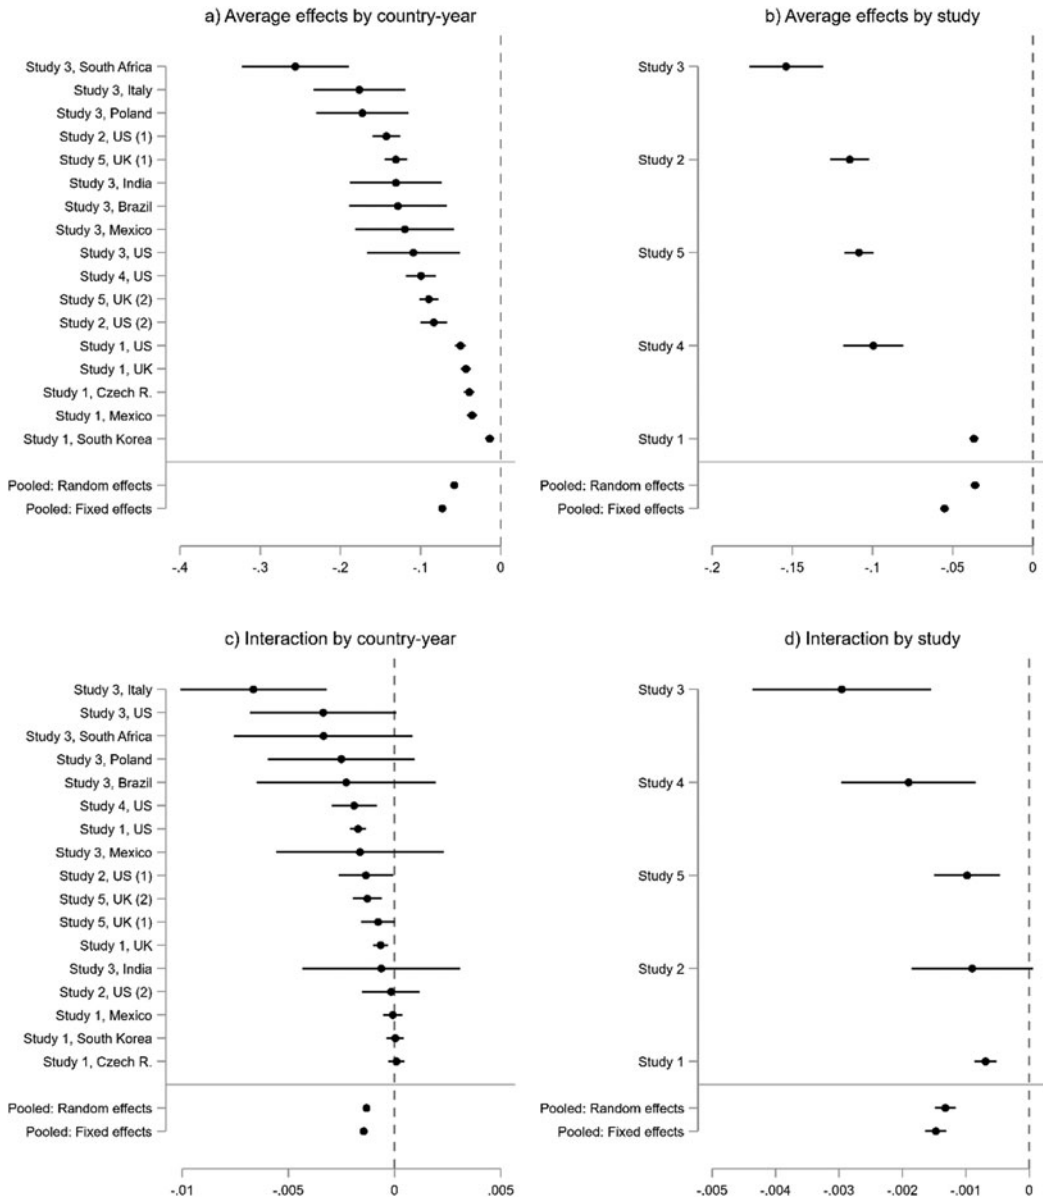 a) Average effects by country-year
Study 3, South Africa
Study 3, Italy
Study 3, Poland
Study 2, US (1)
Study 5, UK (1)
Study 3, India
Study 3, Brazil
Study 3, Mexico
Study 3, US
Study 4, US
Study 5, UK (2)
Study 2, US (2)
Study 1, US
Study 1, UK
Study 1, Czech R.
Study 1, Mexico
Study 1, South Korea
Pooled: Random effects
Pooled: Fixed effects
-.4 -.3 -.2 -.1 0
b) Average effects by study
Study 3
Study 2
Study 5
Study 4
Study 1
Pooled: Random effects
Pooled: Fixed effects
-.2 -.15 -.1 -.05 0
c) Interaction by country-year
Study 3, Italy
Study 3, US
Study 3, South Africa
Study 3, Poland
Study 3, Brazil
Study 4, US
Study 1, US
Study 3, Mexico
Study 2, US (1)
Study 5, UK (2)
Study 5, UK (1)
Study 1, UK
Study 3, India
Study 2, US (2)
Study 1, Mexico
Study 1, South Korea
Study 1, Czech R.
Pooled: Random effects
Pooled: Fixed effects
-.01 -.005 0 .005
d) Interaction by study
Study 3
Study 4
Study 5
Study 2
Study 1
Pooled: Random effects
Pooled: Fixed effects
-.005 -.004 -.003 -.002 -.001 0